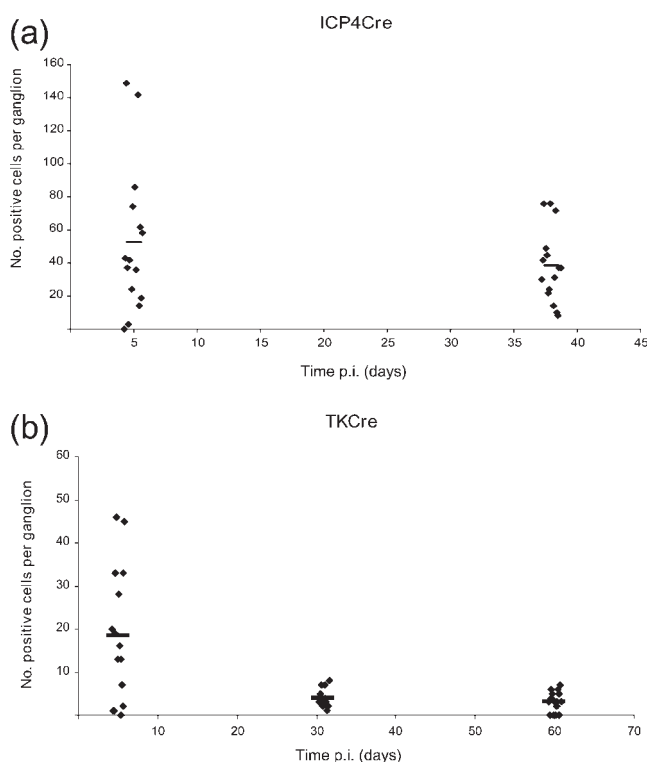 (a)
ICP4Cre
No. positive cells per ganglion
160
140
120
100
80
60
40
20
5 10 15 20 25 30 35 40 45
Time p.i. (days)
(b)
TKCre
No. positive cells per ganglion
60
50
40
30
20
10
10 20 30 40 50 60 70
Time p.i. (days)